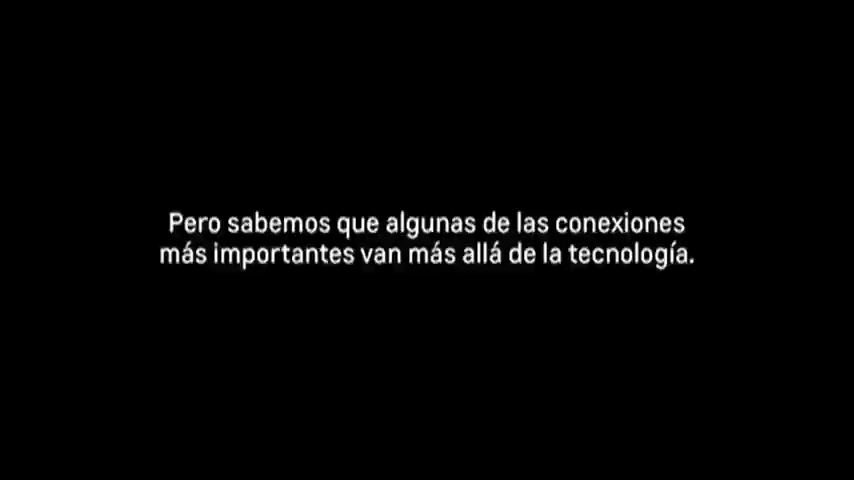 Pero sabemos que algunas de las conexiones
más importantes van más allá de la tecnología.